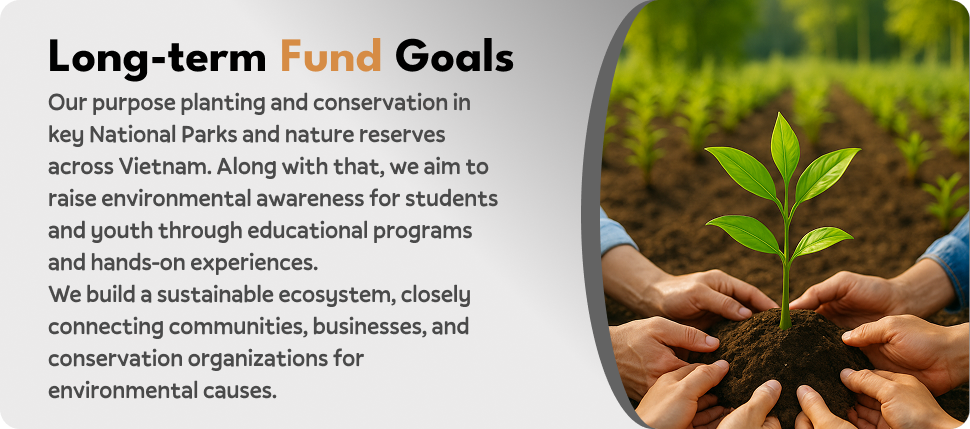 Long-term Fund Goals
Our purpose planting and conservation in
key National Parks and nature reserves
across Vietnam. Along with that, we aim to
raise environmental awareness for students
and youth through educational programs
and hands-on experiences.
We build a sustainable ecosystem, closely
connecting communities, businesses, and
conservation organizations for
environmental causes.